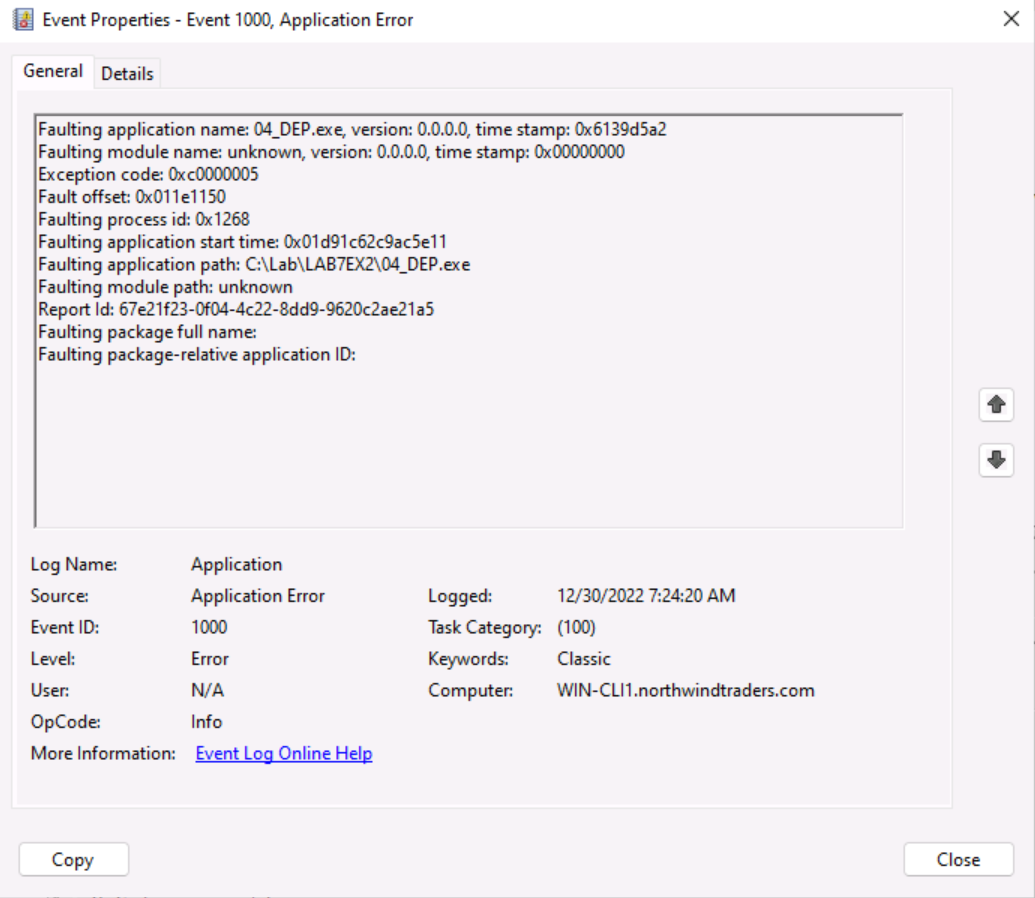 Event Properties - Event 1000, Application Error
General
Details
Faulting application name: 04_DEP.exe, version: 0.0.0.0, time stamp: 0x6139d5a2
Faulting module name: unknown, version: 0.0.0.0, time stamp: 0x00000000
Exception code: 0xc0000005
Fault offset: 0x011e1150
Faulting process id: 0x1268
Faulting application start time: 0x01d91c62c9ac5e11
Faulting application path: C:\Lab\LAB7EX2\04_DEP.exe
Faulting module path: unknown
Report Id: 67e21f23-0f04-4c22-8dd9-9620c2ae21a5
Faulting package full name:
Faulting package-relative application ID:
Log Name: Application
Source: Application Error Logged: 12/30/2022 7:24:20 AM
Event ID: 1000 Task Category: (100)
Level: Error Keywords: Classic
User: N/A Computer: WIN-CLI1.northwindtraders.com
OpCode: Info
More Information: Event Log Online Help
Copy
Close